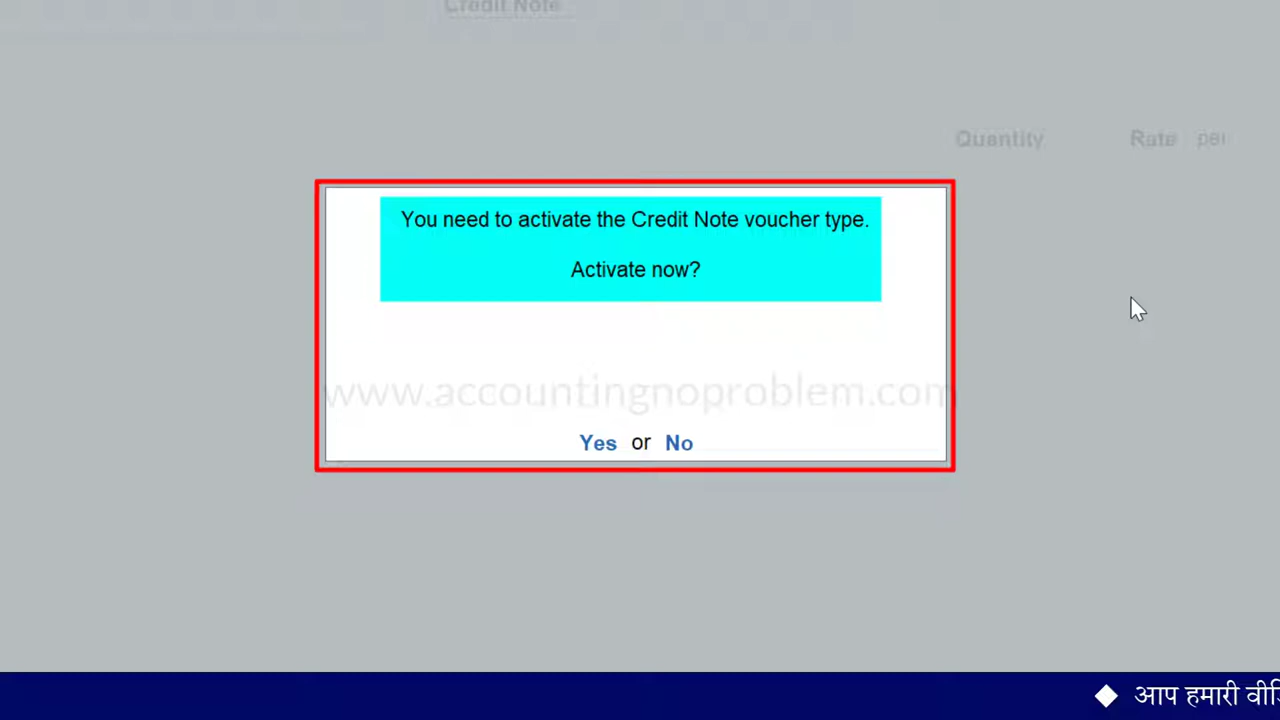 Credit Note
Quantity Rate per
You need to activate the Credit Note voucher type.
Activate now?
www.accountingnoproblem.com
Yes or No
◆ आप हमारी